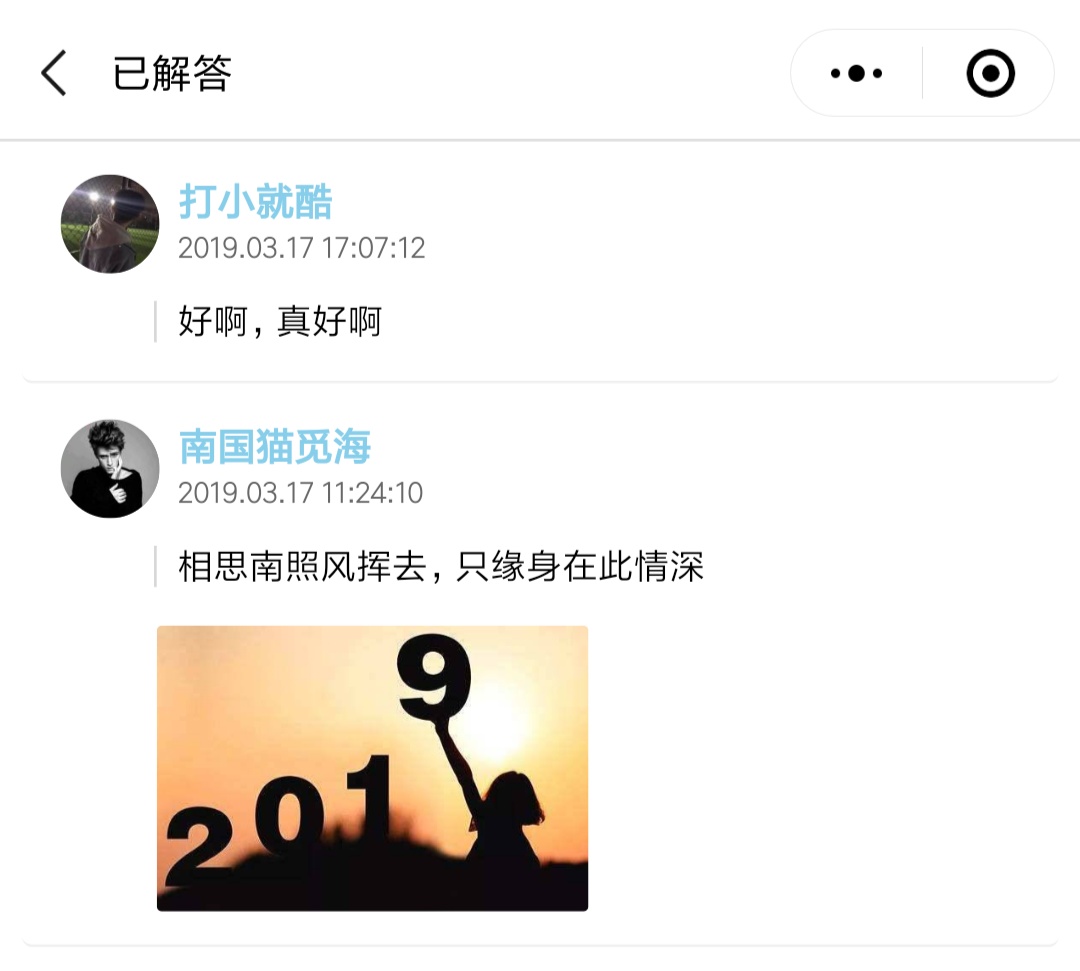 已解答
打小就酷
2019.03.17 17:07:12
好啊，真好啊
南国猫觅海
2019.03.17 11:24:10
相思南照风挥去，只缘身在此情深
2019